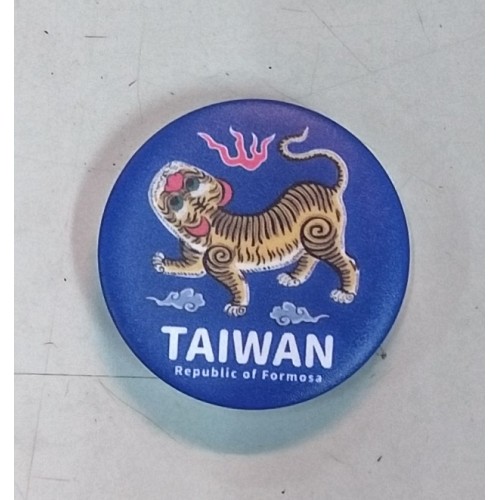 TAIWAN
Republic of Formosa